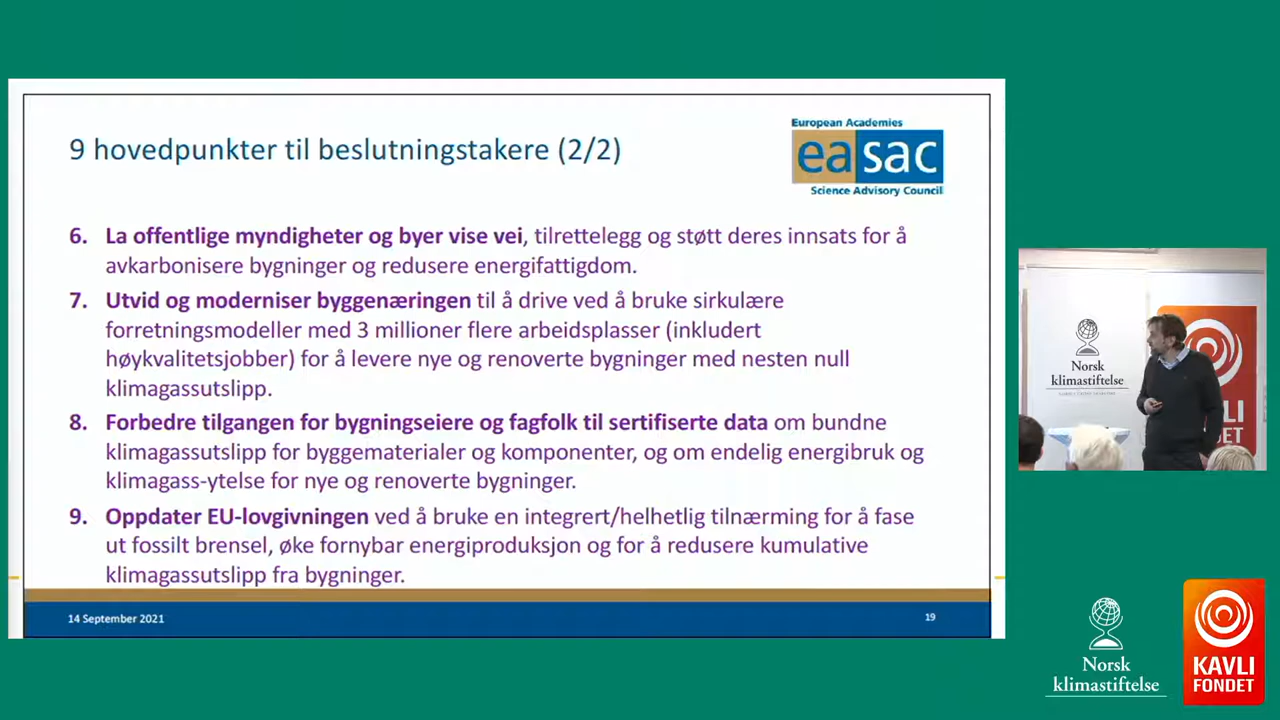 9 hovedpunkter til beslutningstakere (2/2)
European Academies
easac
Science Advisory Council
6. La offentlige myndigheter og byer vise vei, tilrettelegg og støtt deres innsats for å
avkarbonisere bygninger og redusere energifattigdom.
7. Utvid og moderniser byggenæringen til å drive ved å bruke sirkulære
forretningsmodeller med 3 millioner flere arbeidsplasser (inkludert
høykvalitetsjobber) for å levere nye og renoverte bygninger med nesten null
klimagassutslipp.
8. Forbedre tilgangen for bygningseiere og fagfolk til sertifiserte data om bundne
klimagassutslipp for byggematerialer og komponenter, og om endelig energibruk og
klimagass-ytelse for nye og renoverte bygninger.
9. Oppdater EU-lovgivningen ved å bruke en integrert/helhetlig tilnærming for å fase
ut fossilt brensel, øke fornybar energiproduksjon og for å redusere kumulative
klimagassutslipp fra bygninger.
14 September 2021
19
Norsk
klimastiftelse
VLI
DET
Norsk
klimastiftelse
KAVLI
FONDET